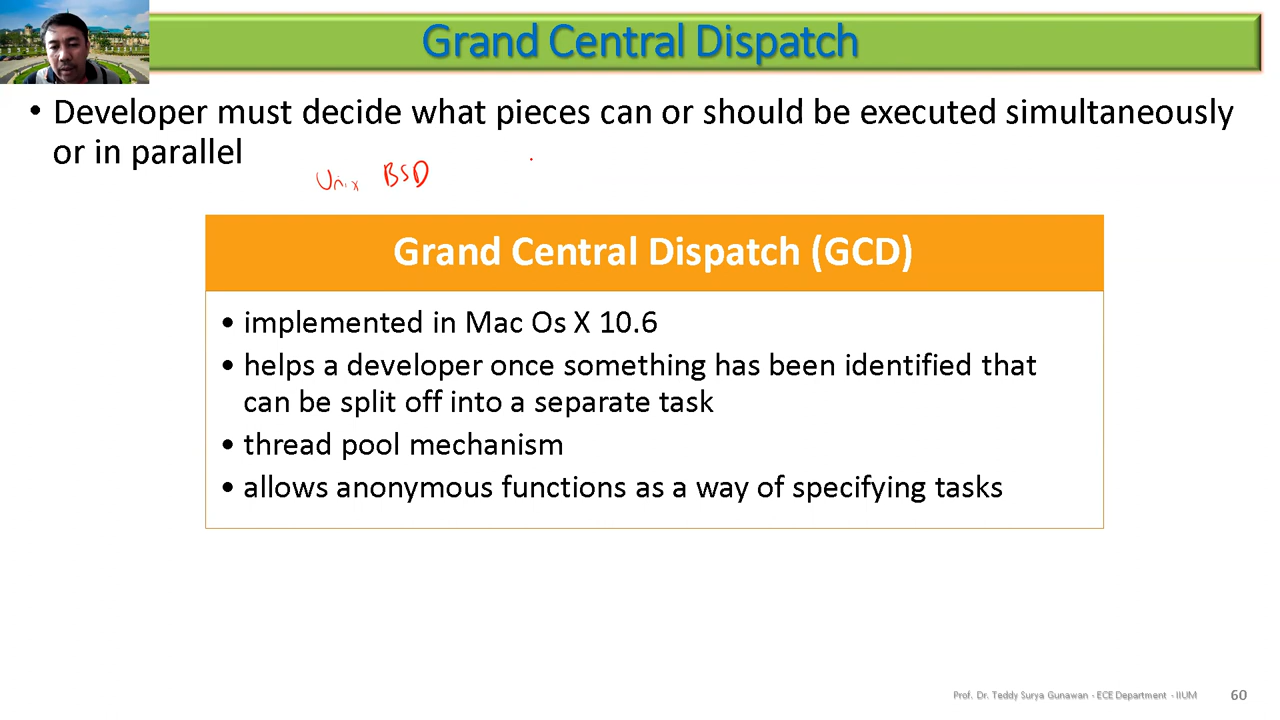 Grand Central Dispatch
• Developer must decide what pieces can or should be executed simultaneously
or in parallel
Unix BSD
Grand Central Dispatch (GCD)
• implemented in Mac Os X 10.6
• helps a developer once something has been identified that
can be split off into a separate task
• thread pool mechanism
• allows anonymous functions as a way of specifying tasks
Prof. Dr. Teddy Surya Gunawan - ECE Department - IIUM 60